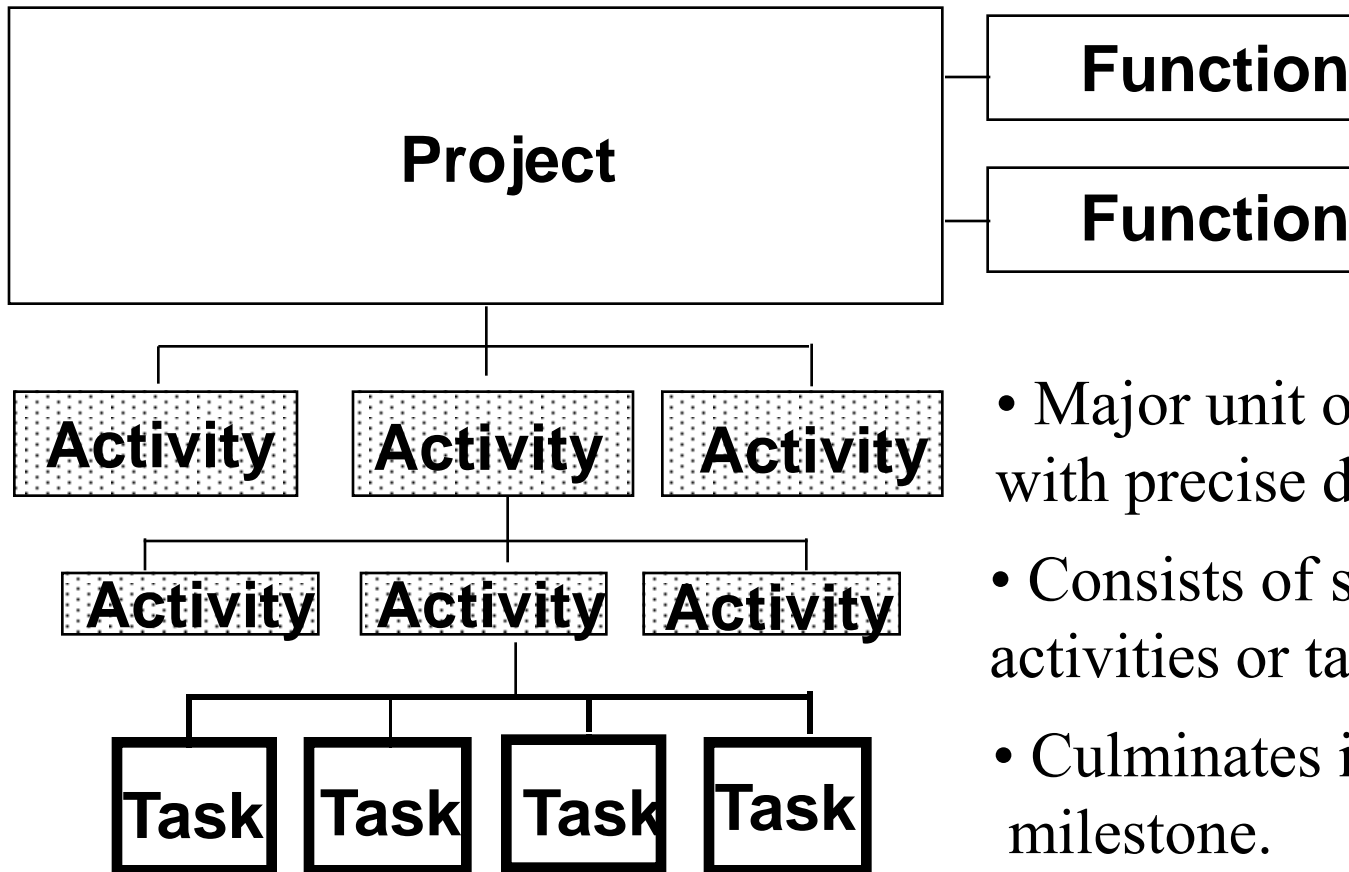 Function
Project
Function
Activity Activity Activity
• Major unit
with precise
Activity Activity Activity
• Consists of
activities or
Task Task Task Task
• Culminates
milestone.